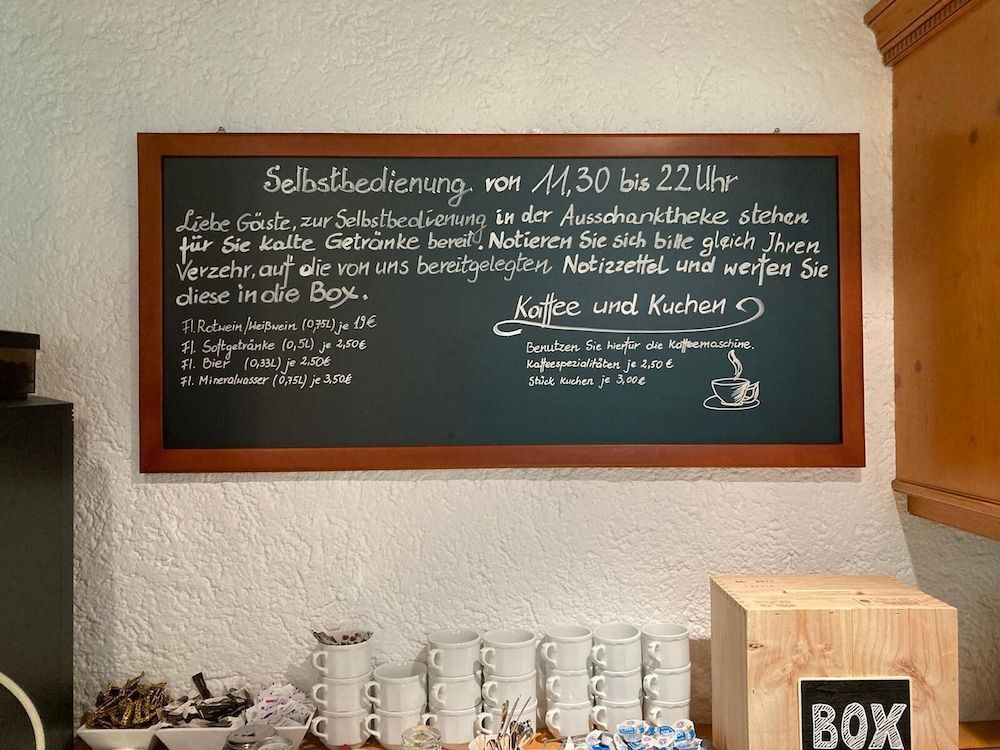 Selbstbedienung von 11,30 bis 22 Uhr
Liebe Gäiste, zur Selbstbedienung in der Ausschanktheke stehen
für Sie kalte Getränke bereit. Notieren Sie sich bitte gleich Ihren
Verzehr, auf die von uns bereitgelegten Notizzettel und werfen Sie
diese in die Box.
Fl. Rotwein/Weißwein (0,75L) je 19€
Fl. Softgetränke (0,5L) je 2,50€
Fl. Bier (0,33L) je 2,50€
Fl. Mineralwasser (0,75L) je 3,50€
Kaffee und Kuchen
Benutzen Sie hierfür die Kaffeemaschine.
Kaffeespezialitäten je 2,50 €
Stück Kuchen je 3,00€
BOX